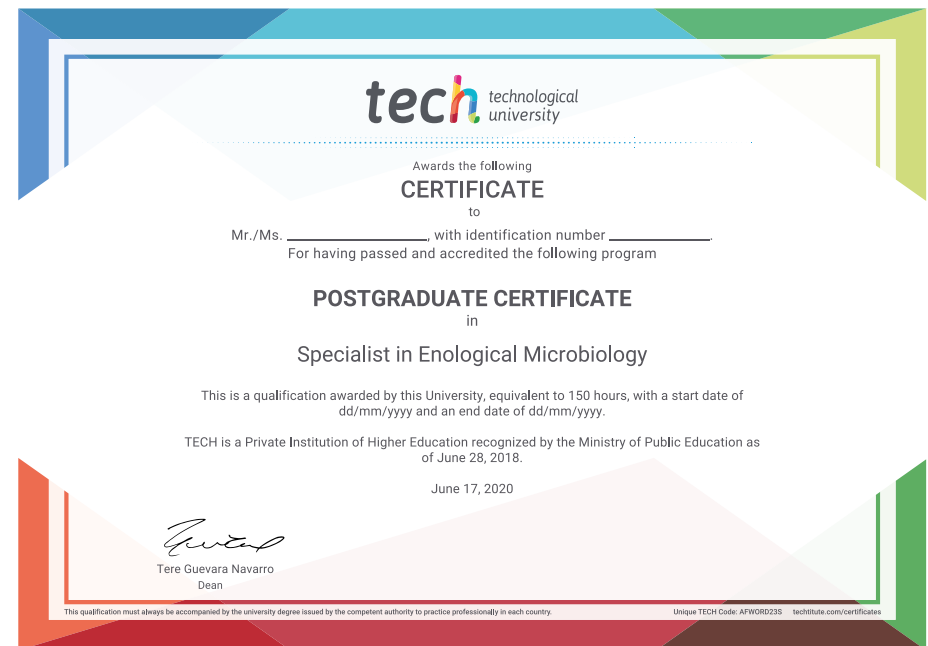 tech technological
university
Awards the following
CERTIFICATE
to
Mr./Ms. ____________, with identification number ____________.
For having passed and accredited the following program
POSTGRADUATE CERTIFICATE
in
Specialist in Enological Microbiology
This is a qualification awarded by this University, equivalent to 150 hours, with a start date of
dd/mm/yyyy and an end date of dd/mm/yyyy.
TECH is a Private Institution of Higher Education recognized by the Ministry of Public Education as
of June 28, 2018.
June 17, 2020
Tere Guevara Navarro
Dean
This qualification must always be accompanied by the university degree issued by the competent authority to practice professionally in each country.
Unique TECH Code: AFWORD23S techtitute.com/certificates